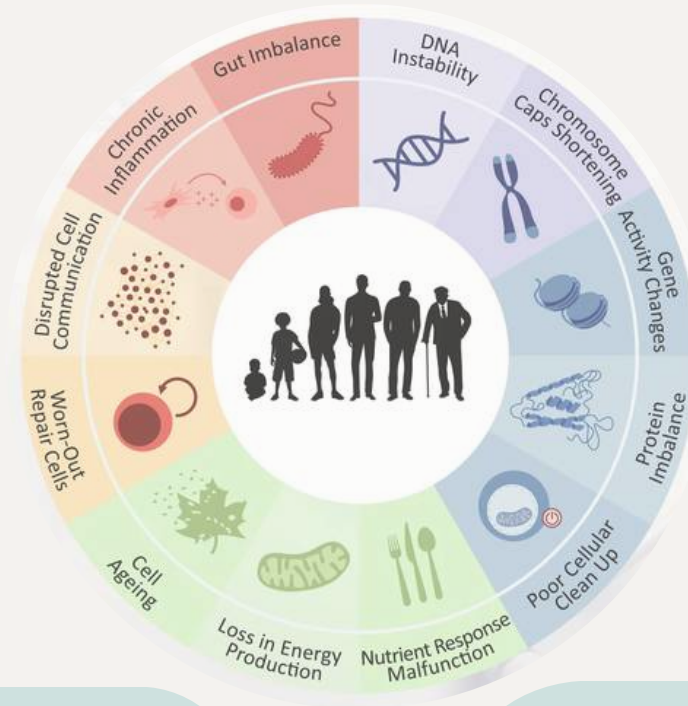 DNA
Instability
Chromosome
Caps Shortening
Gene
Activity Changes
Protein
Imbalance
Poor Cellular
Clean Up
Nutrient Response
Malfunction
Loss in Energy
Production
Cell
Ageing
Worn-Out
Repair Cells
Disrupted Cell
Communication
Chronic
Inflammation
Gut Imbalance